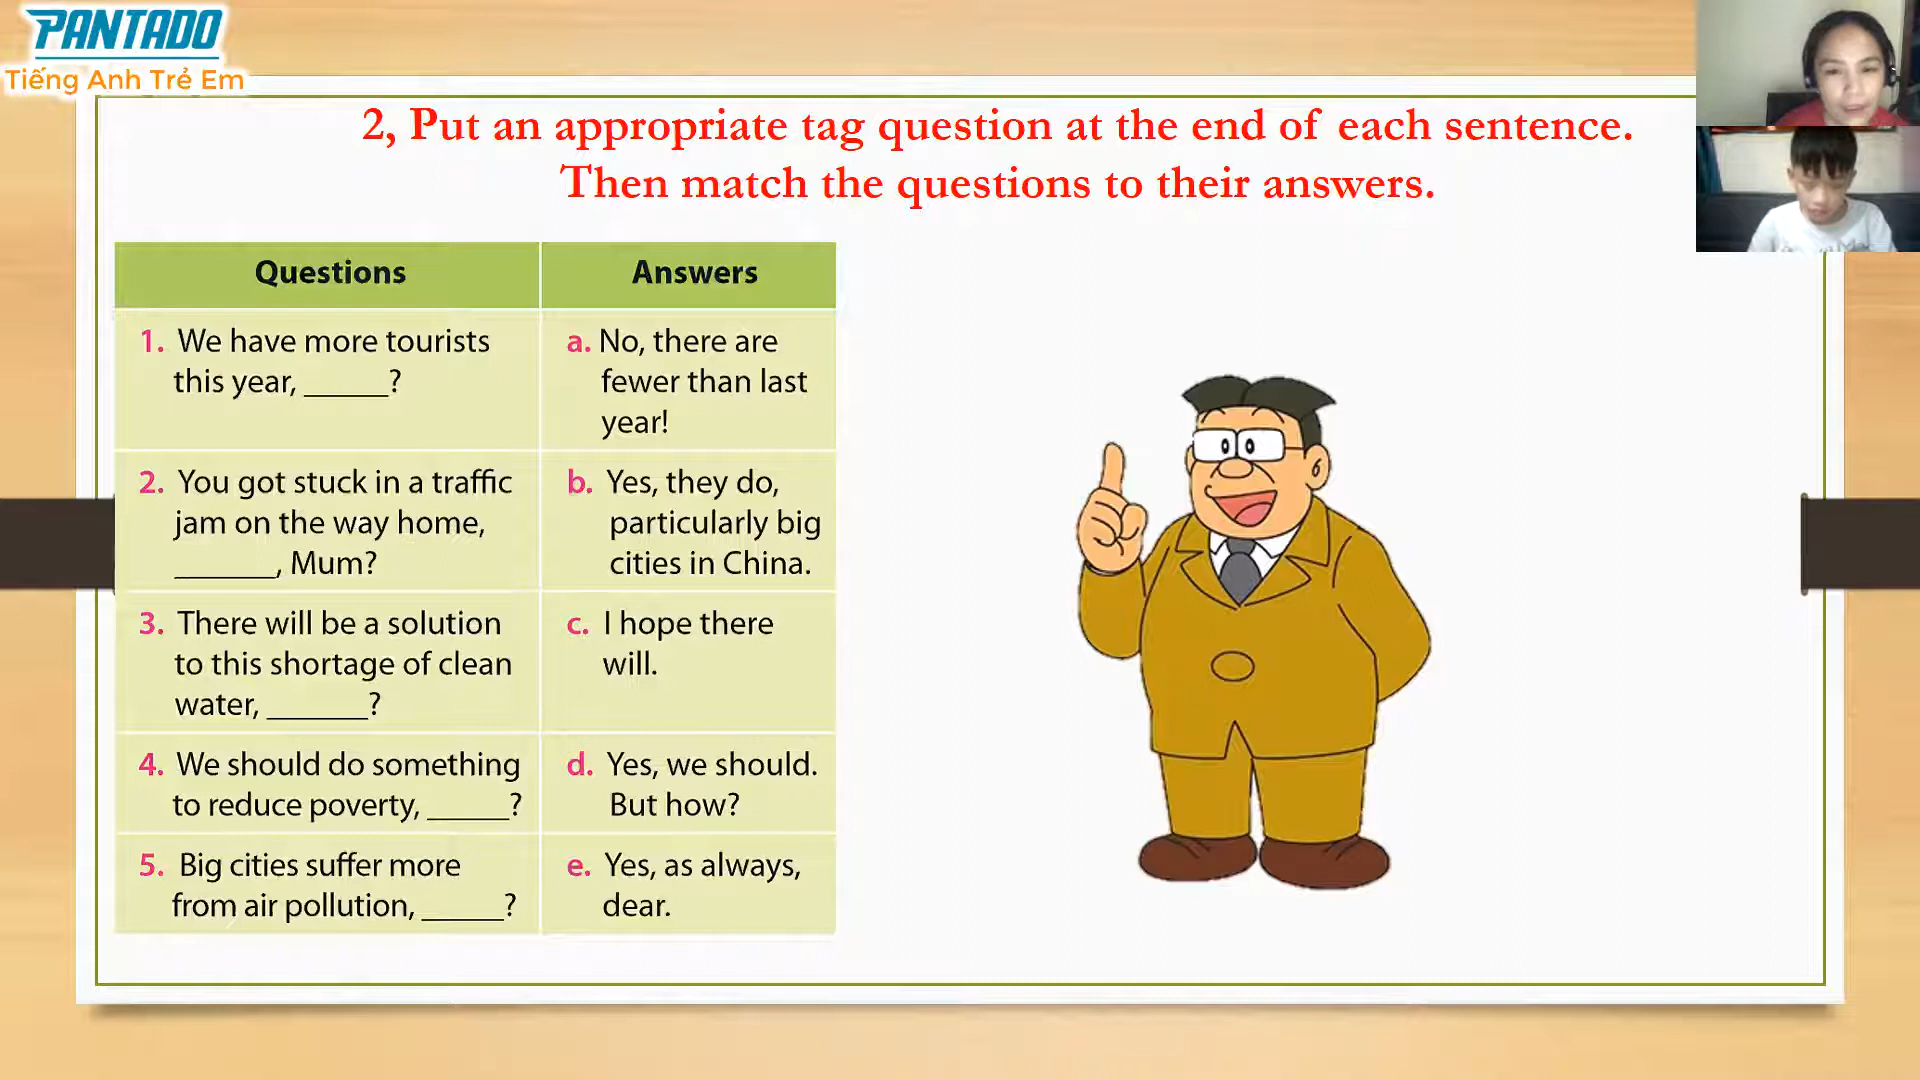 PANTADO
Tiếng Anh Trẻ Em
2, Put an appropriate tag question at the end of each sentence.
Then match the questions to their answers.
Questions
Answers
1. We have more tourists
this year, _____?
a. No, there are
fewer than last
year!
2. You got stuck in a traffic
jam on the way home,
______, Mum?
b. Yes, they do,
particularly big
cities in China.
3. There will be a solution
to this shortage of clean
water, ______?
c. I hope there
will.
4. We should do something
to reduce poverty, _____?
d. Yes, we should.
But how?
5. Big cities suffer more
from air pollution, _____?
e. Yes, as always,
dear.